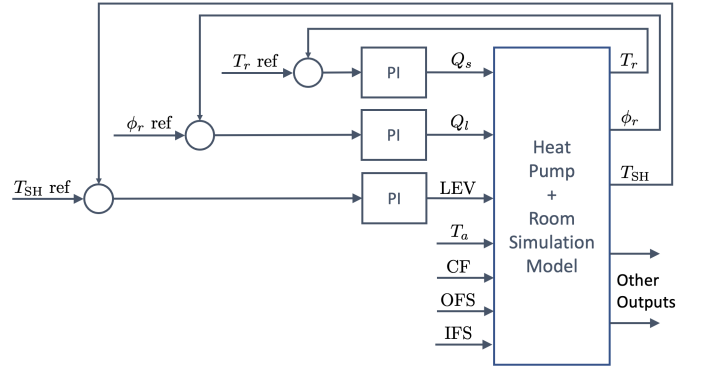 T_r ref
PI
Q_s
T_r
ϕ_r ref
PI
Q_l
ϕ_r
T_SH ref
PI
LEV
T_SH
T_a
CF
OFS
IFS
Heat
Pump
+
Room
Simulation
Model
Other
Outputs